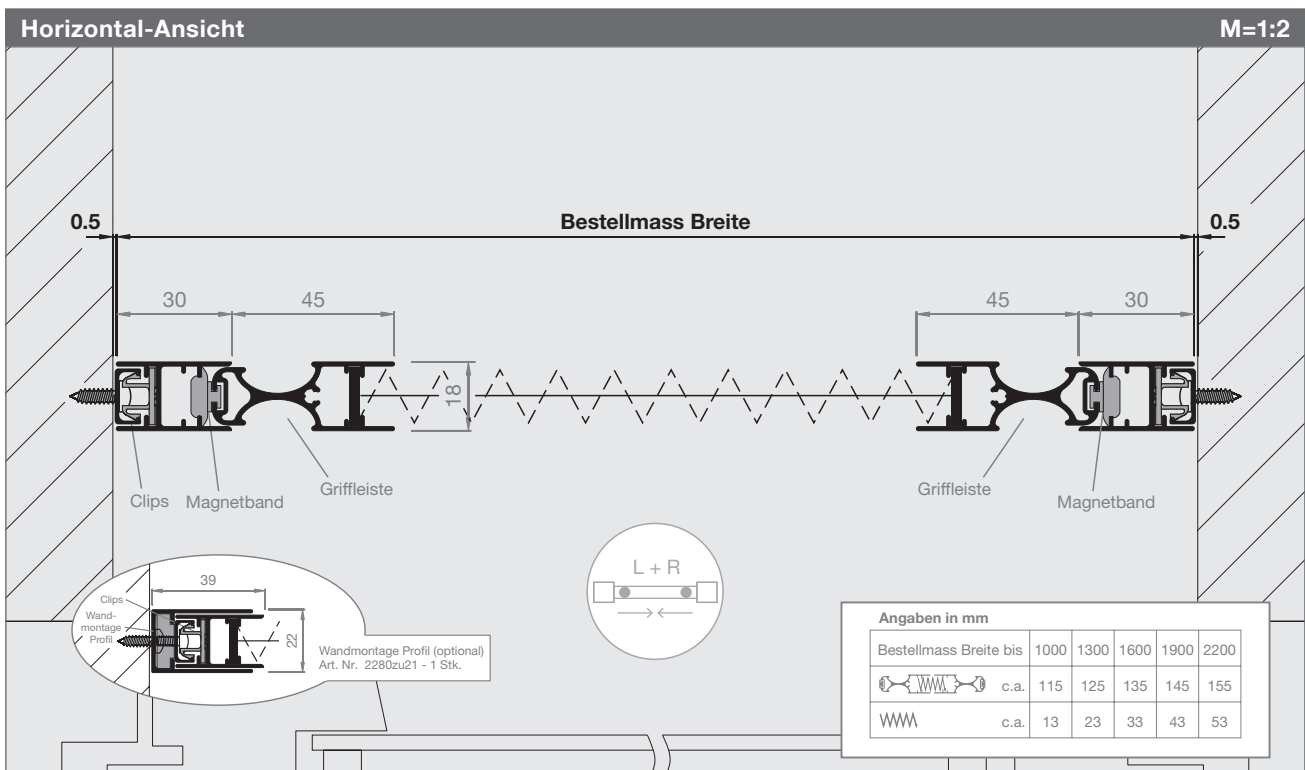 Horizontal-Ansicht M=1:2
0.5 Bestellmass Breite 0.5
30 45 45 30
18
Clips Magnetband Griffleiste Griffleiste Magnetband
L + R
39
Clips
Wand-
montage
Profil
22
Wandmontage Profil (optional)
Art. Nr. 2280zu21 - 1 Stk.
Angaben in mm
Bestellmass Breite bis 1000 1300 1600 1900 2200
c.a. 115 125 135 145 155
c.a. 13 23 33 43 53